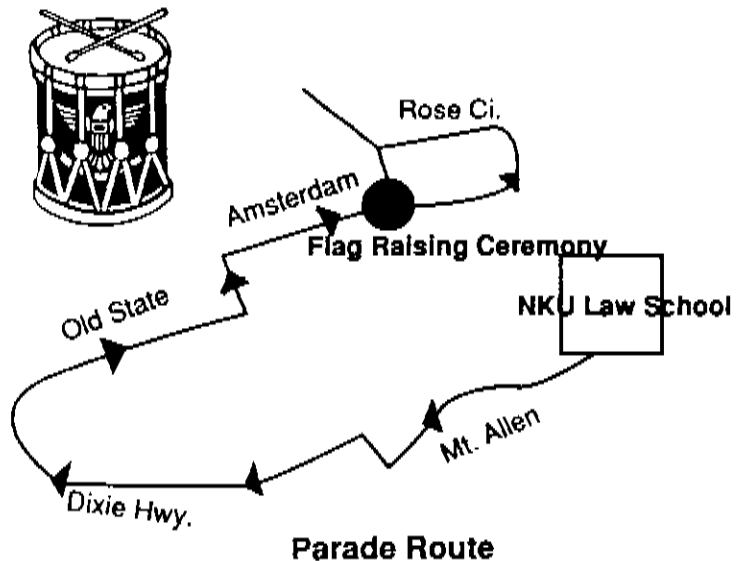 Rose Ci.
Amsterdam
Flag Raising Ceremony
Old State
NKU Law School
Mt. Allen
Dixie Hwy.
Parade Route